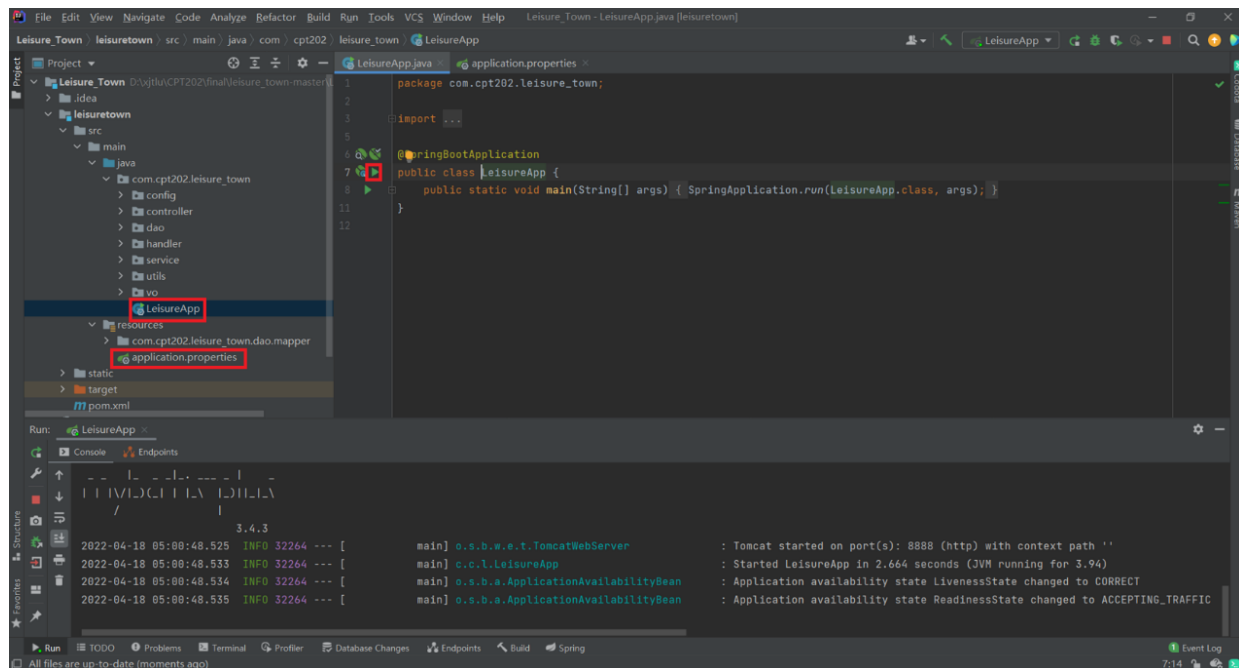 File Edit View Navigate Code Analyze Refactor Build Run Tools VCS Window Help Leisure_Town - LeisureApp.java [leisuretown]
Leisure_Town leisuretown src main java com cpt202 leisure_town LeisureApp
LeisureApp
Project
LeisureApp.java application.properties
Project
Leisure_Town D:\xjtlu\CPT202\final\leisure_town-master\
.idea
leisuretown
src
main
java
com.cpt202.leisure_town
config
controller
dao
handler
service
utils
vo
LeisureApp
resources
com.cpt202.leisure_town.dao.mapper
application.properties
static
target
pom.xml
1 package com.cpt202.leisure_town;
2
3 import ...
5
6 @SpringBootApplication
7 public class LeisureApp {
8 public static void main(String[] args) { SpringApplication.run(LeisureApp.class, args); }
11 }
12
Database
Maven
Run: LeisureApp
Console Endpoints
3.4.3
2022-04-18 05:00:48.525 INFO 32264 --- [ main] o.s.b.w.e.t.TomcatWebServer : Tomcat started on port(s): 8888 (http) with context path ''
2022-04-18 05:00:48.533 INFO 32264 --- [ main] c.c.l.LeisureApp : Started LeisureApp in 2.664 seconds (JVM running for 3.94)
2022-04-18 05:00:48.534 INFO 32264 --- [ main] o.s.b.a.ApplicationAvailabilityBean : Application availability state LivenessState changed to CORRECT
2022-04-18 05:00:48.535 INFO 32264 --- [ main] o.s.b.a.ApplicationAvailabilityBean : Application availability state ReadinessState changed to ACCEPTING_TRAFFIC
Structure
Favorites
Run TODO Problems Terminal Profiler Database Changes Endpoints Build Spring Event Log
All files are up-to-date (moments ago) 7:14